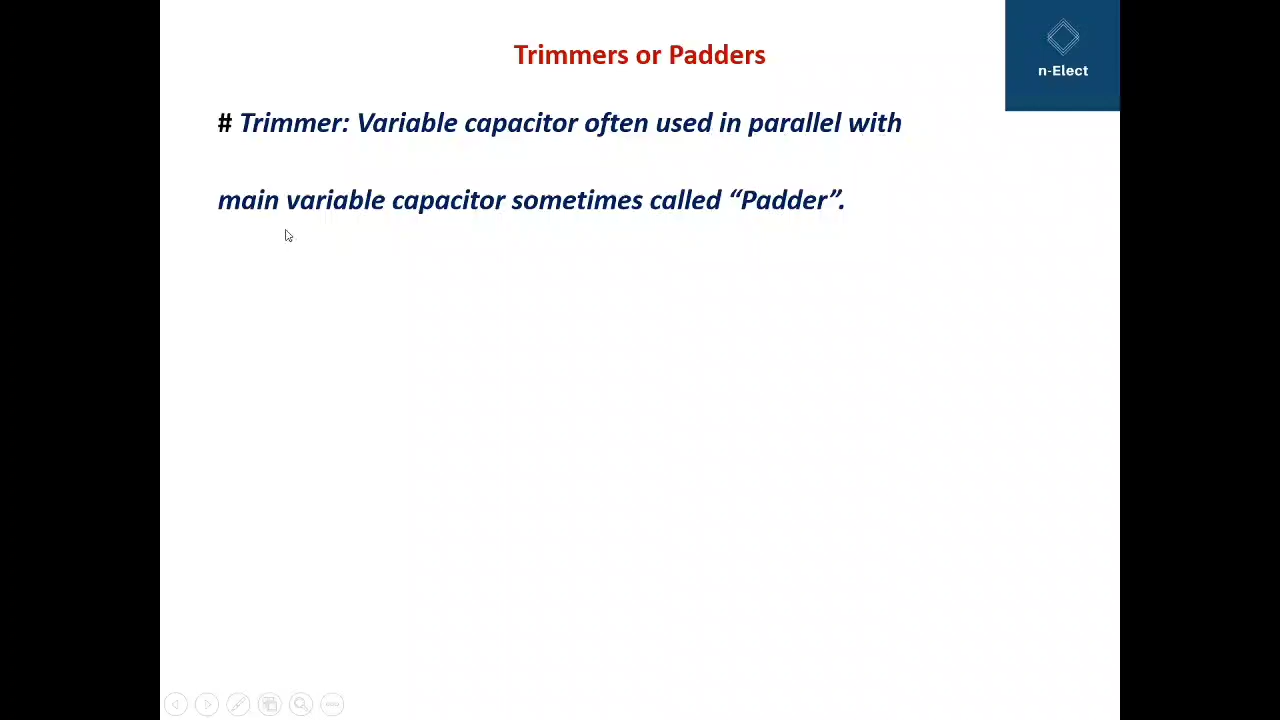 Trimmers or Padders
n-Elect
# Trimmer: Variable capacitor often used in parallel with
main variable capacitor sometimes called “Padder”.